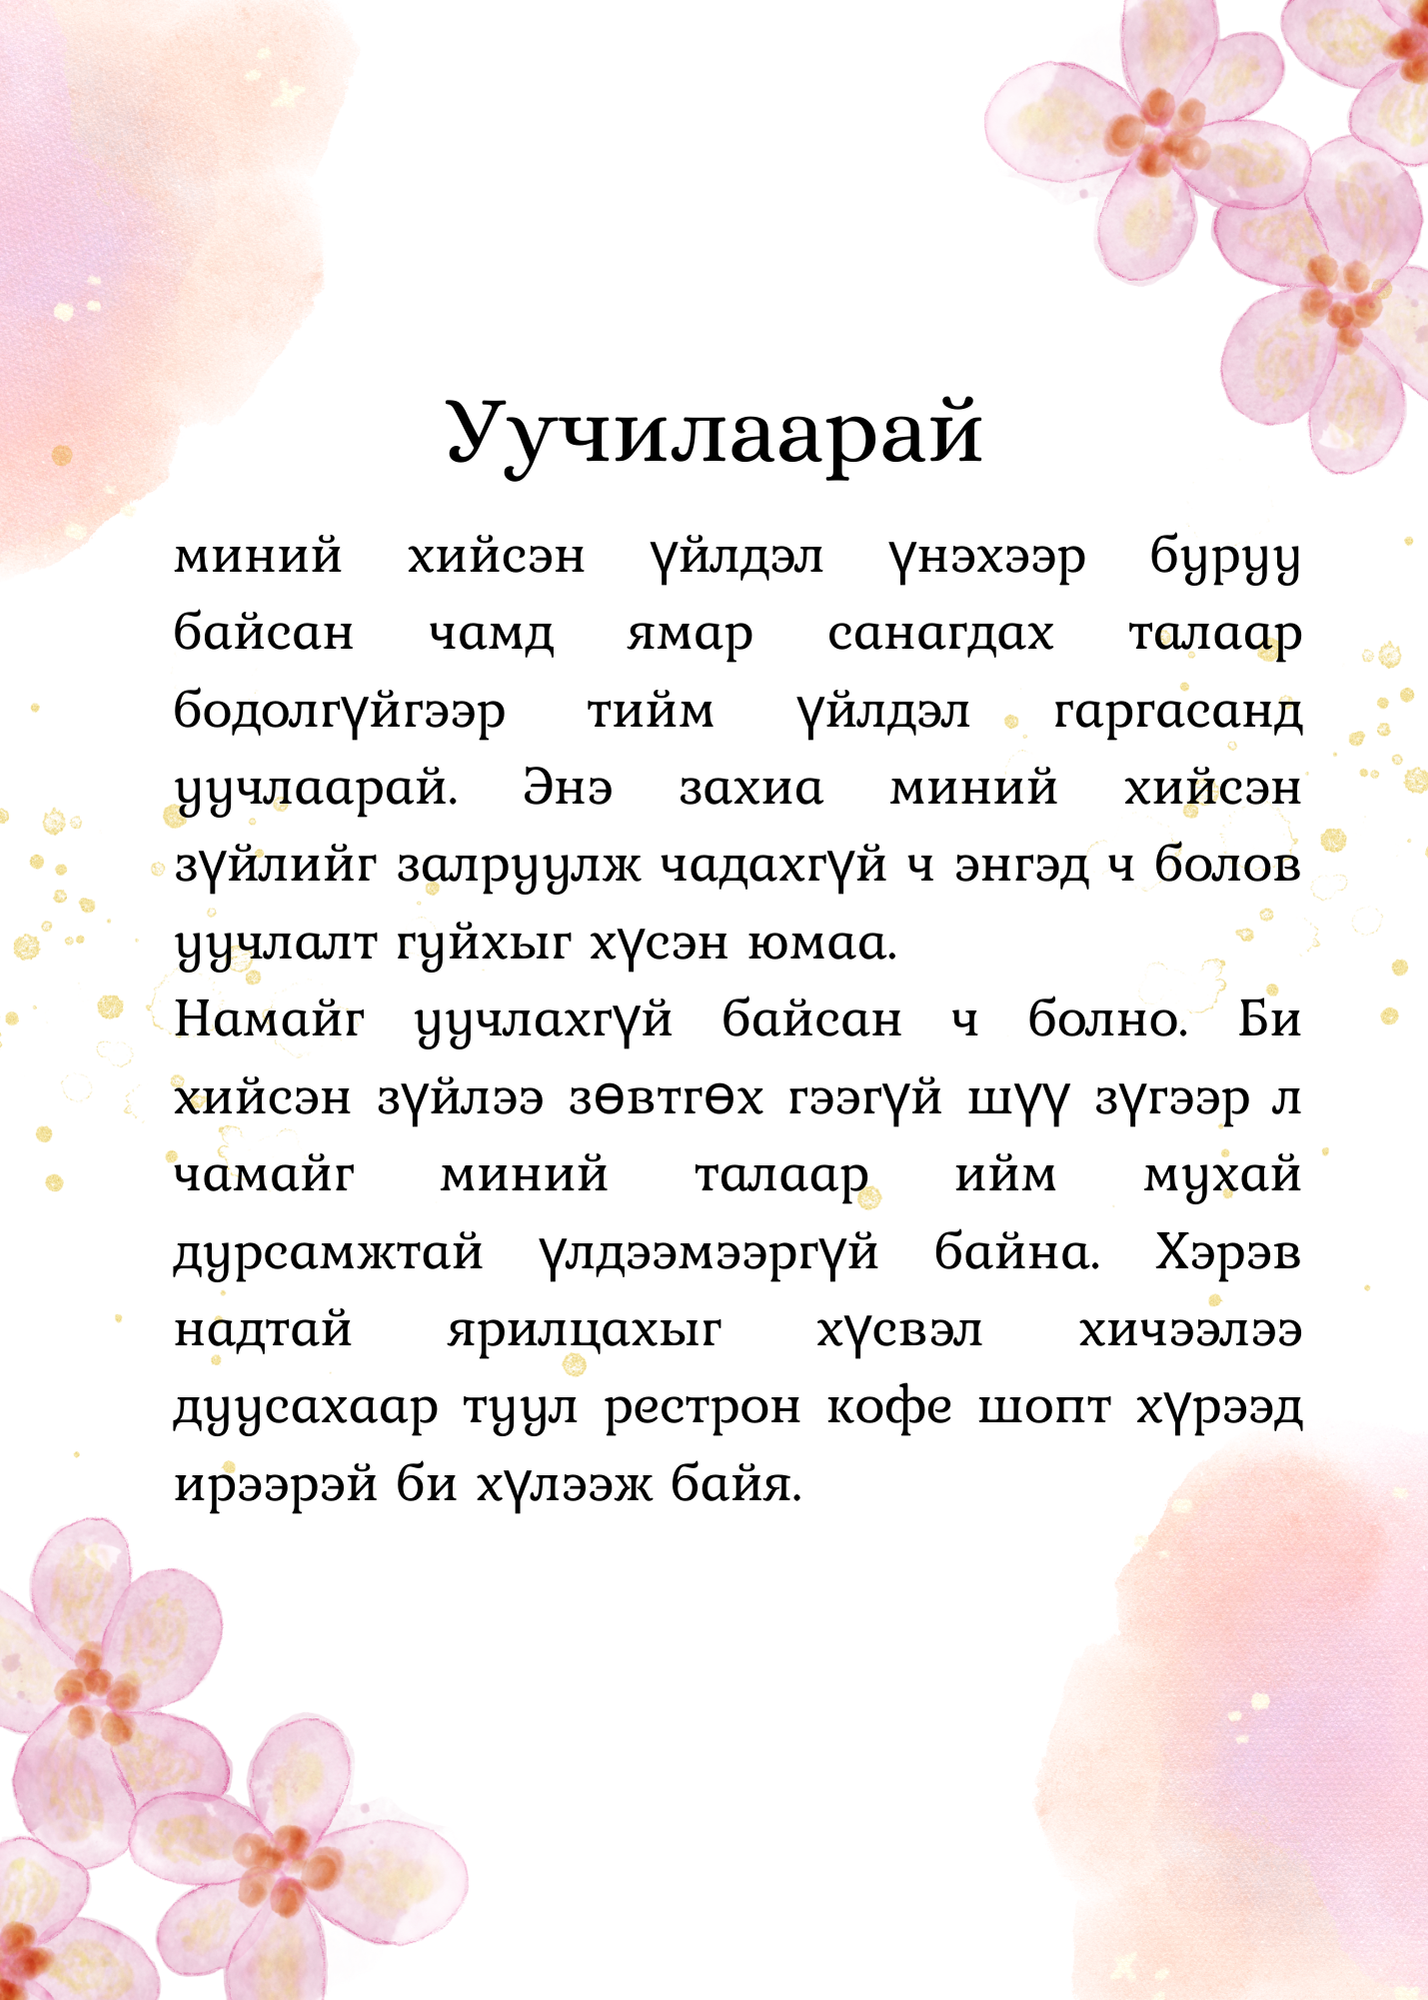 Уучилаарай
миний хийсэн үйлдэл үнэхээр буруу
байсан чамд ямар санагдах талаар
бодолгүйгээр тийм үйлдэл гаргасанд
уучлаарай. Энэ захиа миний хийсэн
зүйлийг залруулж чадахгүй ч энгэд ч болов
уучлалт гуйхыг хүсэн юмаа.
Намайг уучлахгүй байсан ч болно. Би
хийсэн зүйлээ зөвтгөх гээгүй шүү зүгээр л
чамайг миний талаар ийм мухай
дурсамжтай үлдээмээргүй байна. Хэрэв
надтай ярилцахыг хүсвэл хичээлээ
дуусахаар туул рестрон кофе шопт хүрээд
ирээрэй би хүлээж байя.